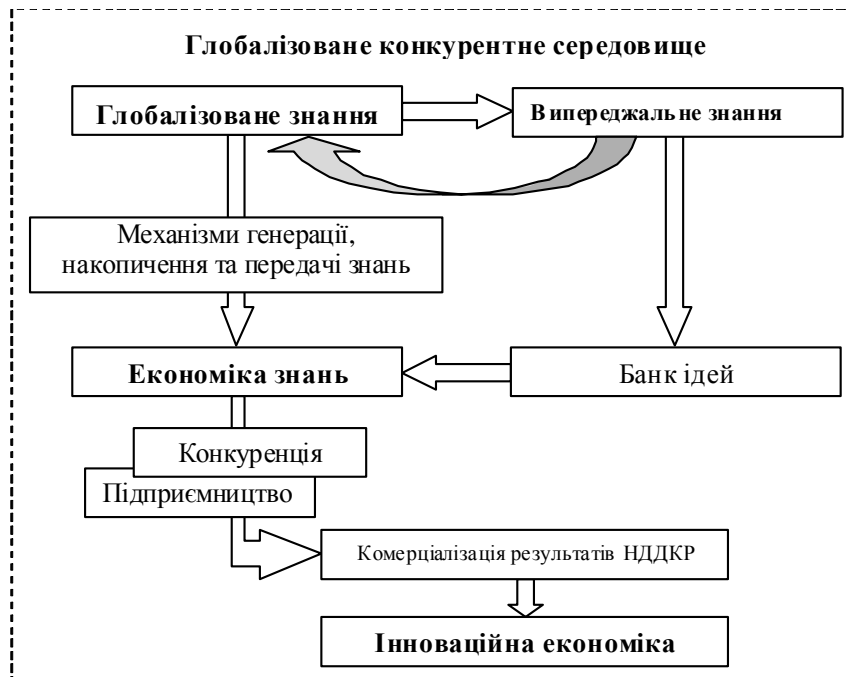 Глобалізоване конкурентне середовище
Глобалізоване знання
Випереджальне знання
Механізми генерації,
накопичення та передачі знань
Економіка знань
Банк ідей
Конкуренція
Підприємництво
Комерціалізація результатів НДДКР
Інноваційна економіка